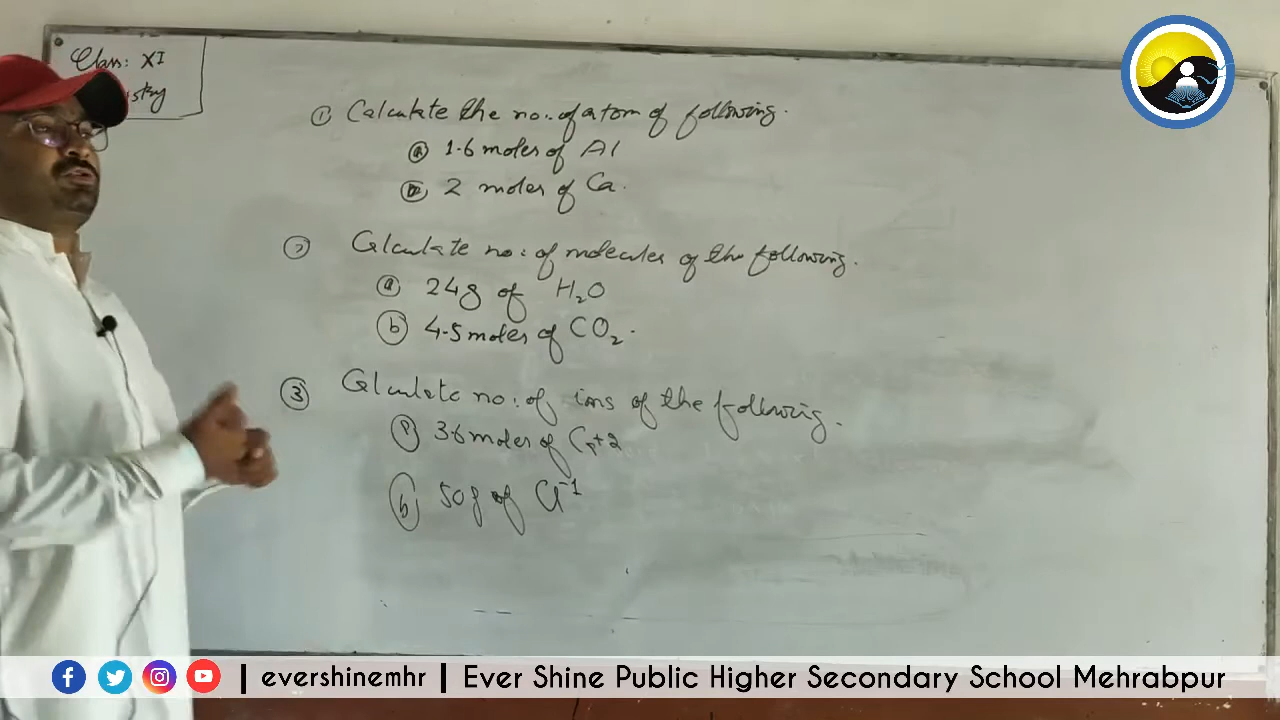 Class: XI
istry
① Calculate the no: of atom of following.
ⓐ 1.6 moles of Al
ⓑ 2 moles of Ca.
② Calculate no: of molecules of the following.
ⓐ 24g of H₂O
ⓑ 4.5 moles of CO₂.
③ Calculate no: of ions of the following.
ⓐ 36 moles of Ca+2
ⓑ 50g of Cl⁻¹
| evershinemhr | Ever Shine Public Higher Secondary School Mehrabpur